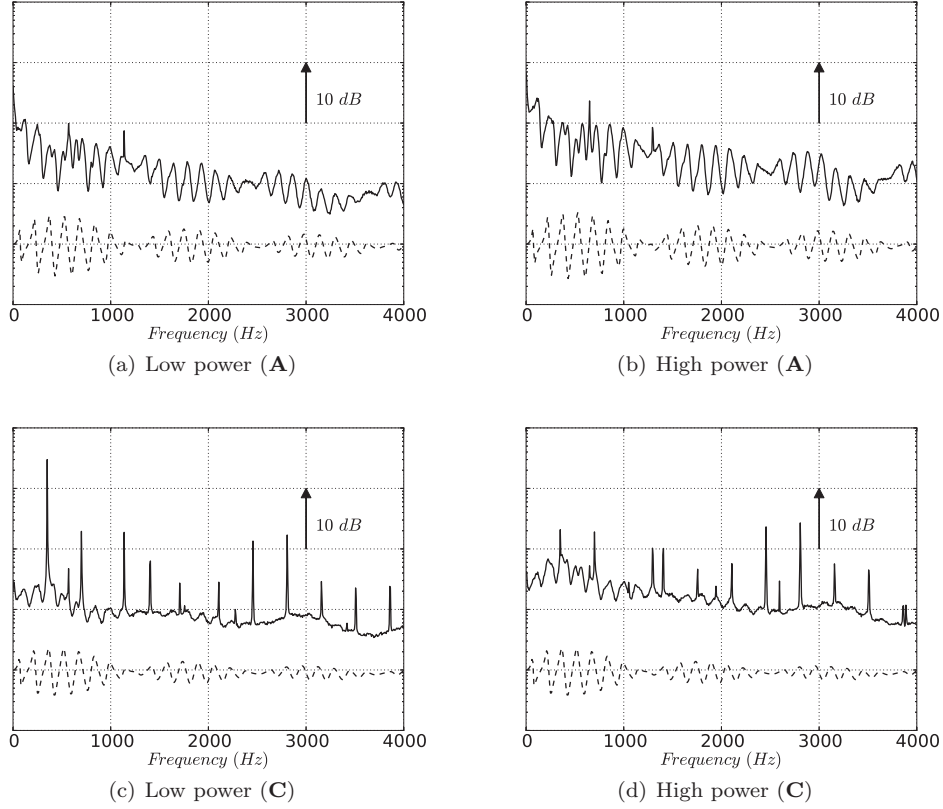 10 dB
0 1000 2000 3000 4000
Frequency (Hz)
(a) Low power (A)
10 dB
0 1000 2000 3000 4000
Frequency (Hz)
(b) High power (A)
10 dB
0 1000 2000 3000 4000
Frequency (Hz)
(c) Low power (C)
10 dB
0 1000 2000 3000 4000
Frequency (Hz)
(d) High power (C)